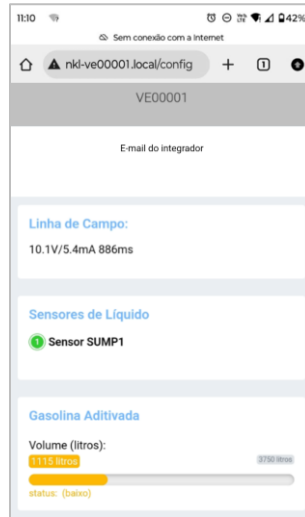 11:10 42%
Sem conexão com a Internet
nkl-ve00001.local/config 1
VE00001
E-mail do integrador
Linha de Campo:
10.1V/5.4mA 886ms
Sensores de Líquido
1 Sensor SUMP1
Gasolina Aditivada
Volume (litros):
1115 litros 3750 litros
status: (baixo)